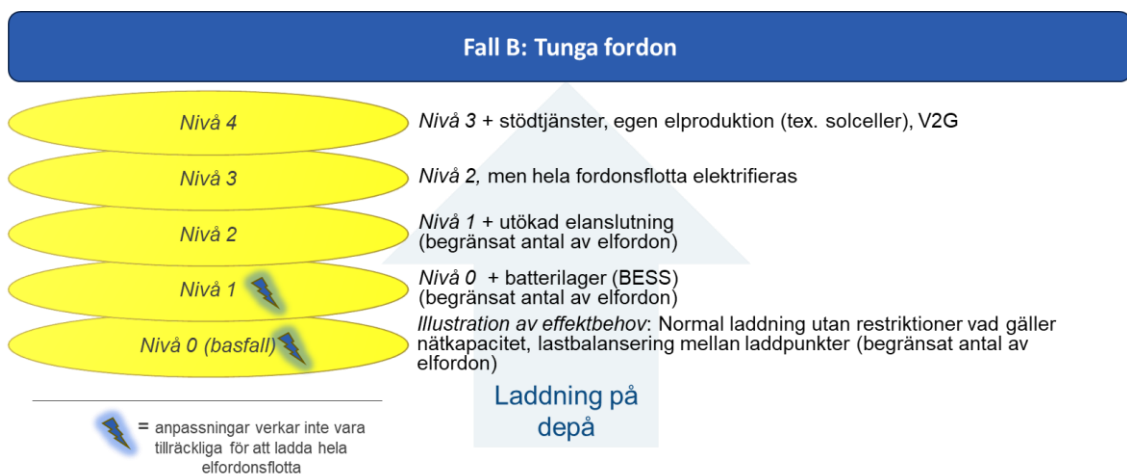 Fall B: Tunga fordon
Nivå 4
Nivå 3 + stödtjänster, egen elproduktion (tex. solceller), V2G
Nivå 3
Nivå 2, men hela fordonsflotta elektrifieras
Nivå 2
Nivå 1 + utökad elanslutning
(begränsat antal av elfordon)
Nivå 1
Nivå 0 + batterilager (BESS)
(begränsat antal av elfordon)
Nivå 0 (basfall)
Illustration av effektbehov: Normal laddning utan restriktioner vad gäller
nätkapacitet, lastbalansering mellan laddpunkter (begränsat antal av
elfordon)
Laddning på
depå
= anpassningar verkar inte vara
tillräckliga för att ladda hela
elfordonsflotta